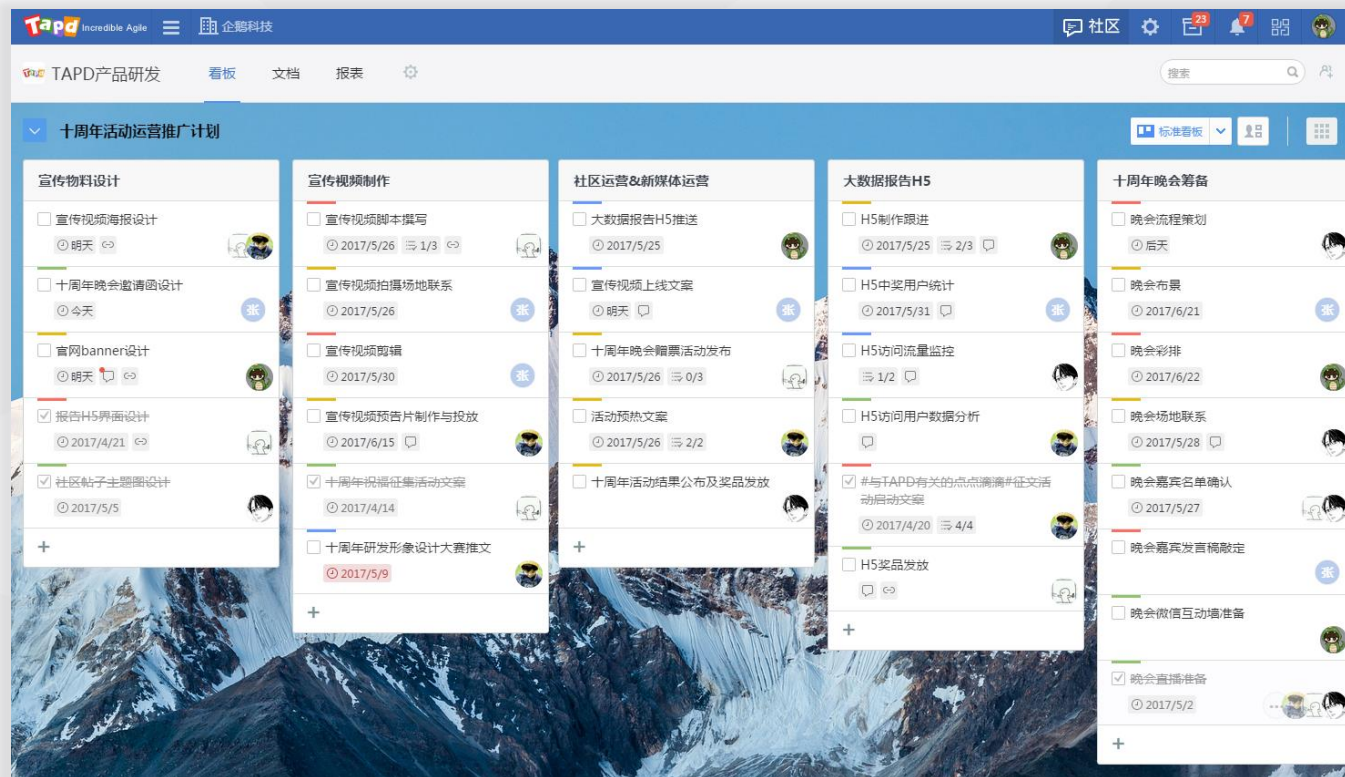 Tapd Incredible Agile 企鹅科技 社区 23 7
TAPD产品研发 看板 文档 报表 搜索
十周年活动运营推广计划 标准看板
宣传物料设计
宣传视频海报设计
明天
十周年晚会邀请函设计
今天
张
官网banner设计
明天
报告H5界面设计
2017/4/21
社区帖子主题图设计
2017/5/5
+
宣传视频制作
宣传视频脚本撰写
2017/5/26 1/3
宣传视频拍摄场地联系
2017/5/26
张
宣传视频剪辑
2017/5/30
张
宣传视频预告片制作与投放
2017/6/15
十周年祝福征集活动文案
2017/4/14
十周年研发形象设计大赛推文
2017/5/9
+
社区运营&新媒体运营
大数据报告H5推送
2017/5/25
宣传视频上线文案
明天
张
十周年晚会赠票活动发布
2017/5/26 0/3
活动预热文案
2017/5/26 2/2
十周年活动结果公布及奖品发放
+
大数据报告H5
H5制作跟进
2017/5/25 2/3
H5中奖用户统计
2017/5/31
张
H5访问流量监控
1/2
H5访问用户数据分析
#与TAPD有关的点点滴滴#征文活
动启动文案
2017/4/20 4/4
H5奖品发放
+
十周年晚会筹备
晚会流程策划
后天
晚会布景
2017/6/21
张
晚会彩排
2017/6/22
晚会场地联系
2017/5/28
晚会嘉宾名单确认
2017/5/27
晚会嘉宾发言稿敲定
张
晚会微信互动墙准备
晚会直播准备
2017/5/2
+